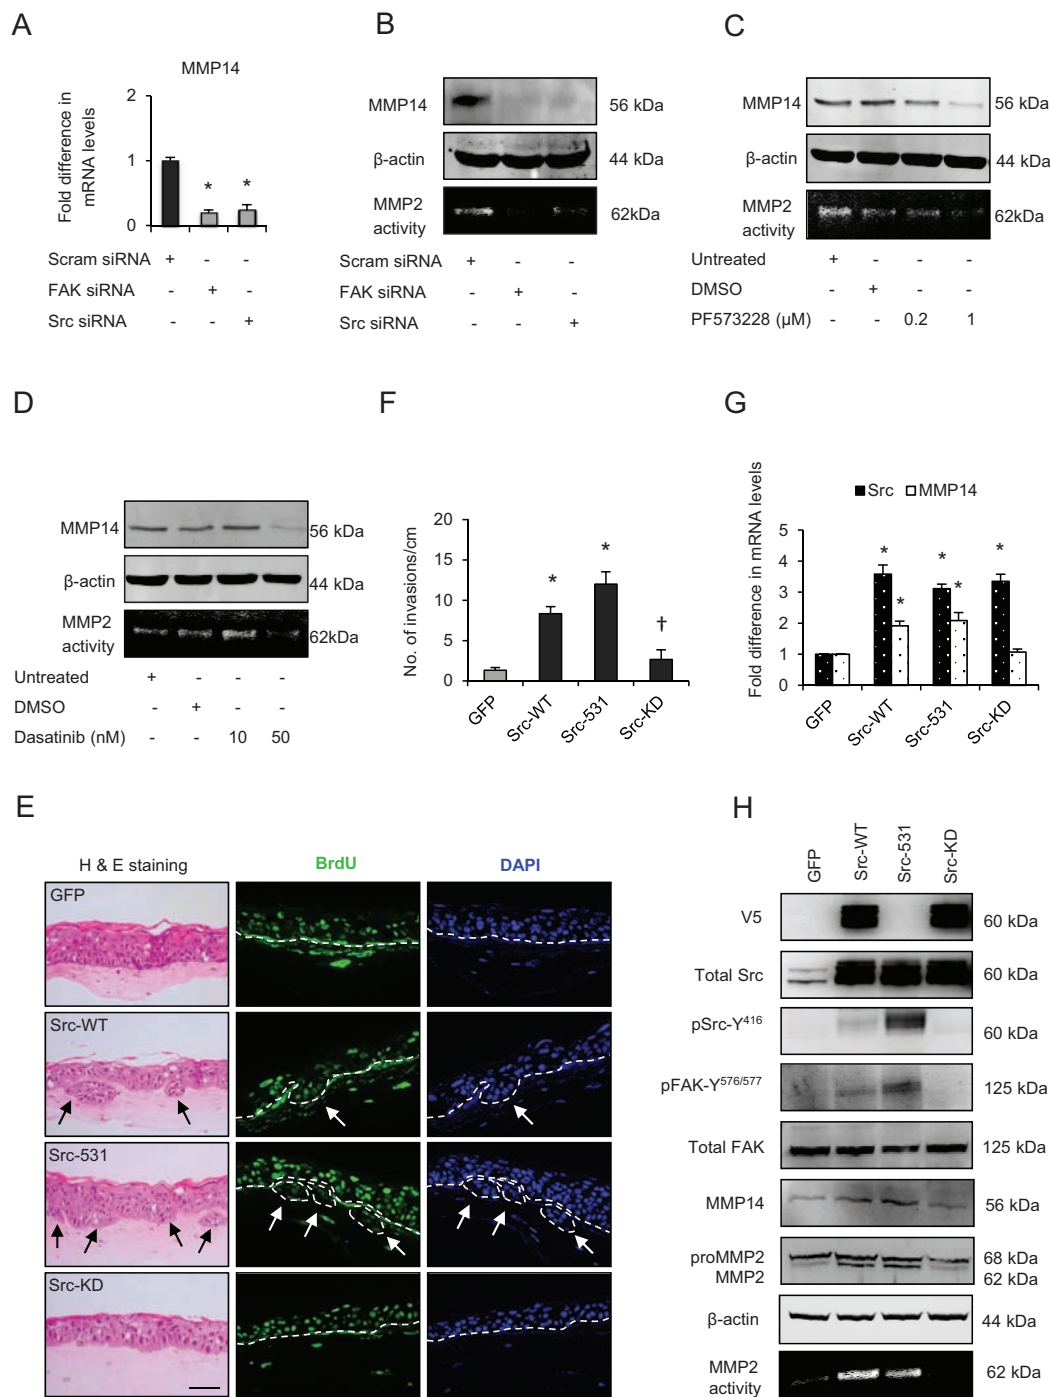 A
MMP14
Fold difference in
mRNA levels
2
1
0
*
*
Scram siRNA + - -
FAK siRNA - + -
Src siRNA - - +
B
MMP14 56 kDa
β-actin 44 kDa
MMP2
activity
62kDa
Scram siRNA + - -
FAK siRNA - + -
Src siRNA - - +
C
MMP14 56 kDa
β-actin 44 kDa
MMP2
activity
62kDa
Untreated + - - -
DMSO - + - -
PF573228 (μM) - - 0.2 1
D
MMP14 56 kDa
β-actin 44 kDa
MMP2
activity
62kDa
Untreated + - - -
DMSO - + - -
Dasatinib (nM) - - 10 50
F
No. of invasions/cm
20
15
10
5
0
*
*
†
GFP
Src-WT
Src-531
Src-KD
G
Src MMP14
Fold difference in mRNA levels
5
4
3
2
1
0
*
*
*
*
*
GFP
Src-WT
Src-531
Src-KD
E
H & E staining BrdU DAPI
GFP
Src-WT
Src-531
Src-KD
H
GFP Src-WT Src-531 Src-KD
V5 60 kDa
Total Src 60 kDa
pSrc-Y416 60 kDa
pFAK-Y576/577 125 kDa
Total FAK 125 kDa
MMP14 56 kDa
proMMP2 68 kDa
MMP2 62 kDa
β-actin 44 kDa
MMP2
activity
62 kDa